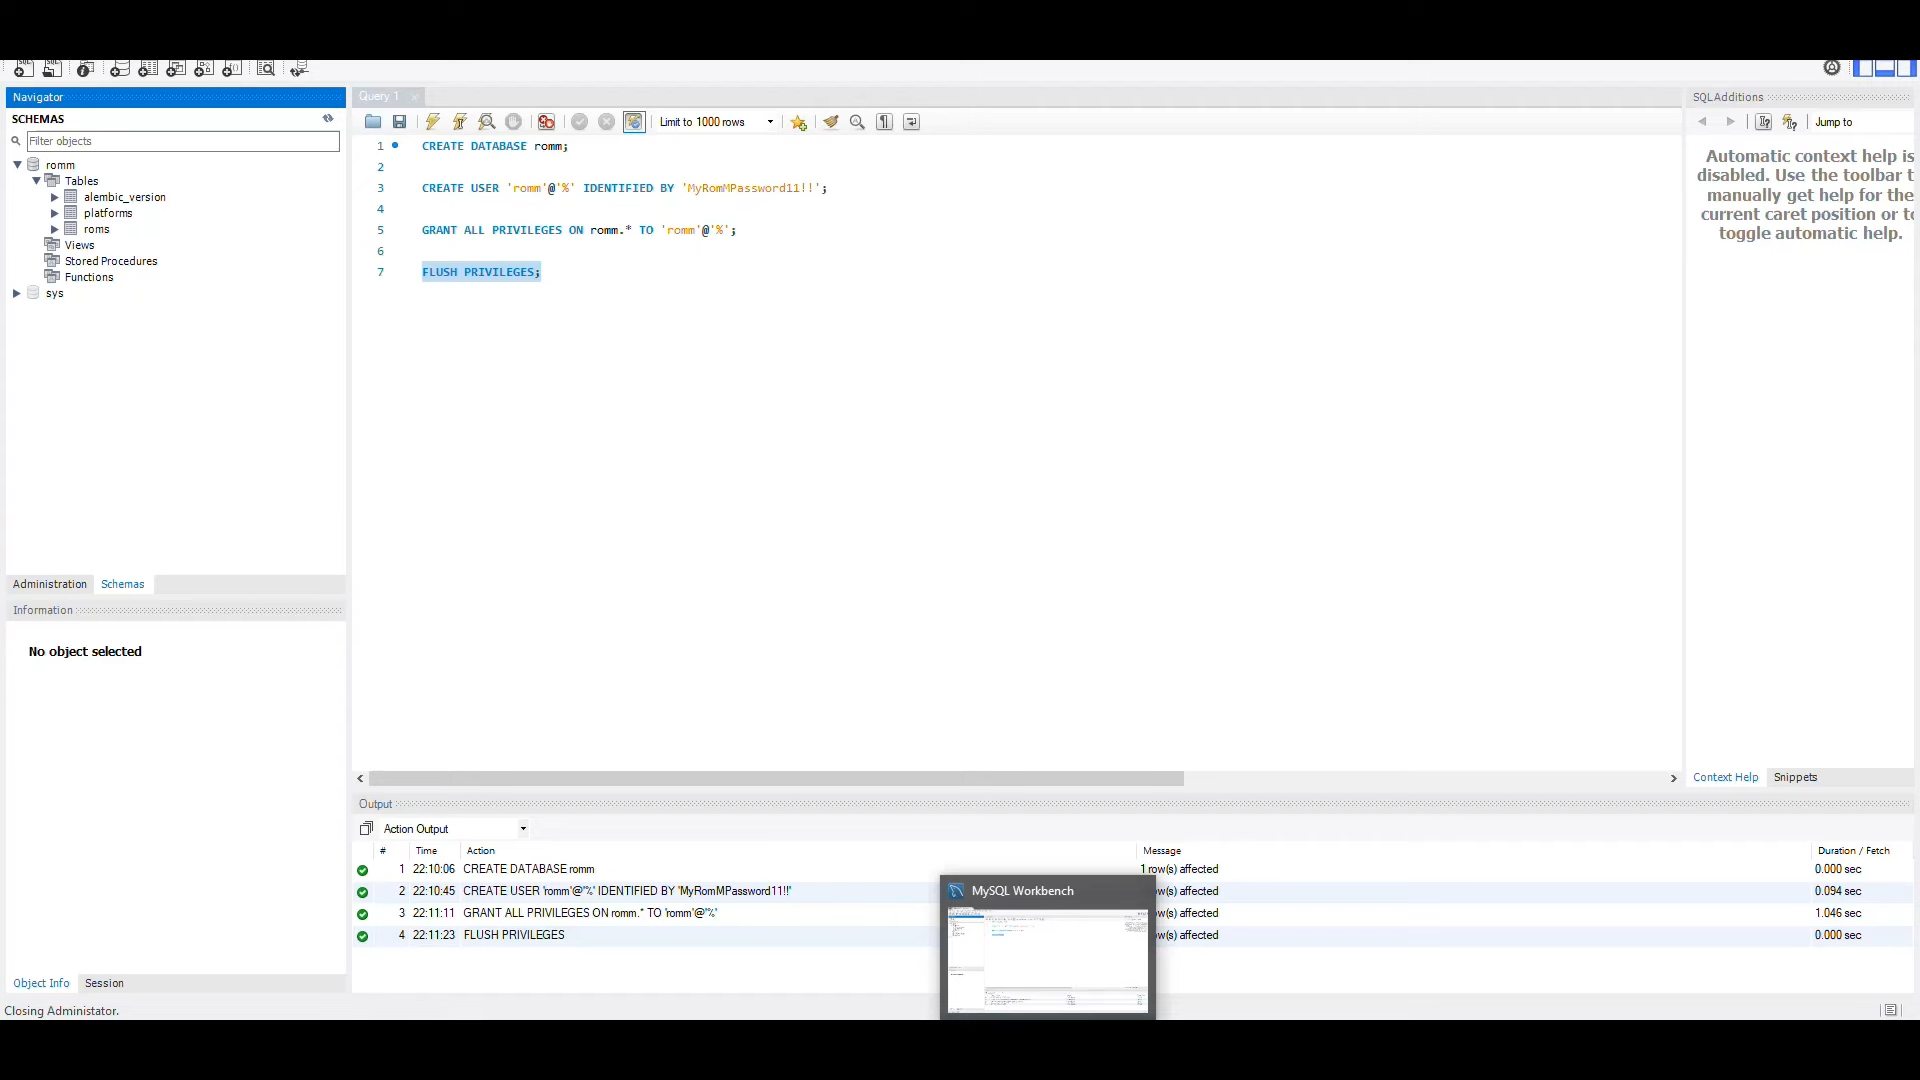 Navigator
SCHEMAS
Filter objects
romm
Tables
alembic_version
platforms
roms
Views
Stored Procedures
Functions
sys
Administration Schemas
Information
No object selected
Object Info Session
Closing Administator.
Query 1
Limit to 1000 rows
1 CREATE DATABASE romm;
2
3 CREATE USER 'romm'@'%' IDENTIFIED BY 'MyRomMPassword11!!';
4
5 GRANT ALL PRIVILEGES ON romm.* TO 'romm'@'%';
6
7 FLUSH PRIVILEGES;
SQLAdditions
Jump to
Automatic context help is
disabled. Use the toolbar t
manually get help for the
current caret position or to
toggle automatic help.
Context Help Snippets
Output
Action Output
# Time Action Message Duration / Fetch
1 22:10:06 CREATE DATABASE romm 1 row(s) affected 0.000 sec
2 22:10:45 CREATE USER 'romm'@'%' IDENTIFIED BY 'MyRomMPassword11!!' row(s) affected 0.094 sec
3 22:11:11 GRANT ALL PRIVILEGES ON romm.* TO 'romm'@'%' row(s) affected 1.046 sec
4 22:11:23 FLUSH PRIVILEGES row(s) affected 0.000 sec
MySQL Workbench